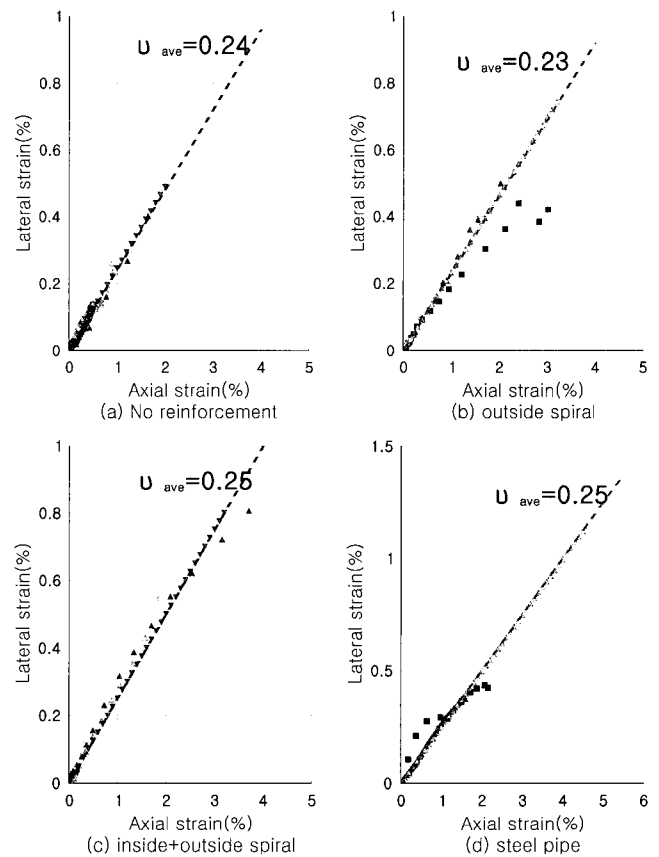 1
υ ave=0.24
0.8
0.6
0.4
0.2
0
Lateral strain(%)
0 1 2 3 4 5
Axial strain(%)
(a) No reinforcement
1
υ ave=0.23
0.8
0.6
0.4
0.2
0
Lateral strain(%)
0 1 2 3 4 5
Axial strain(%)
(b) outside spiral
1
υ ave=0.25
0.8
0.6
0.4
0.2
0
Lateral strain(%)
0 1 2 3 4 5
Axial strain(%)
(c) inside+outside spiral
1.5
υ ave=0.25
1
0.5
0
Lateral strain(%)
0 1 2 3 4 5 6
Axial strain(%)
(d) steel pipe